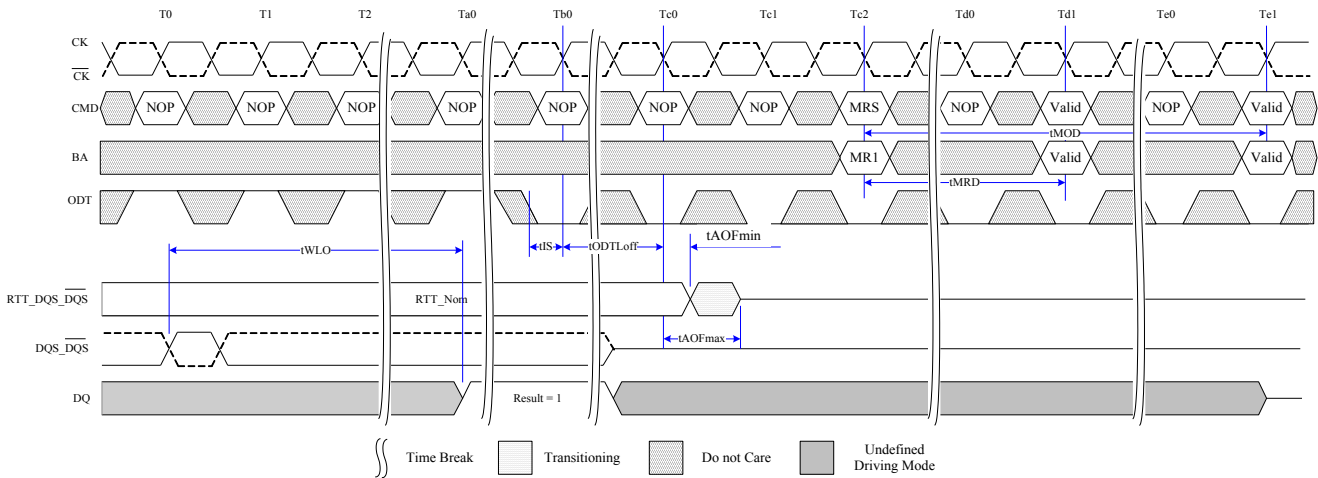 T0 T1 T2 Ta0 Tb0 Tc0 Tc1 Tc2 Td0 Td1 Te0 Te1
CK
CK
CMD NOP NOP NOP NOP NOP NOP NOP MRS NOP Valid NOP Valid
tMOD
BA MR1 Valid Valid
tMRD
ODT
tWLO tIS tODTLoff tAOFmin
RTT_DQS_DQS RTT_Nom
tAOFmax
DQS_DQS
DQ Result = 1
Time Break Transitioning Do not Care Undefined
Driving Mode